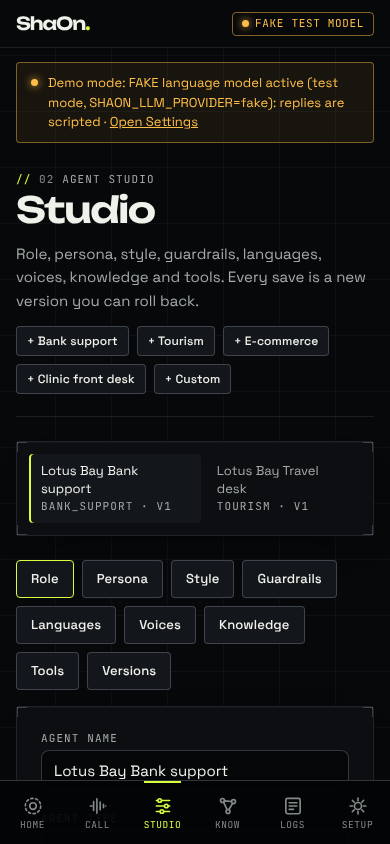 ShaOn.
FAKE TEST MODEL
Demo mode: FAKE language model active (test
mode, SHAON_LLM_PROVIDER=fake): replies are
scripted · Open Settings
// 02 AGENT STUDIO
Studio
Role, persona, style, guardrails, languages,
voices, knowledge and tools. Every save is a new
version you can roll back.
+ Bank support
+ Tourism
+ E-commerce
+ Clinic front desk
+ Custom
Lotus Bay Bank
support
BANK_SUPPORT · V1
Lotus Bay Travel
desk
TOURISM · V1
Role
Persona
Style
Guardrails
Languages
Voices
Knowledge
Tools
Versions
AGENT NAME
Lotus Bay Bank support
HOME
CALL
STUDIO
KNOW
LOGS
SETUP